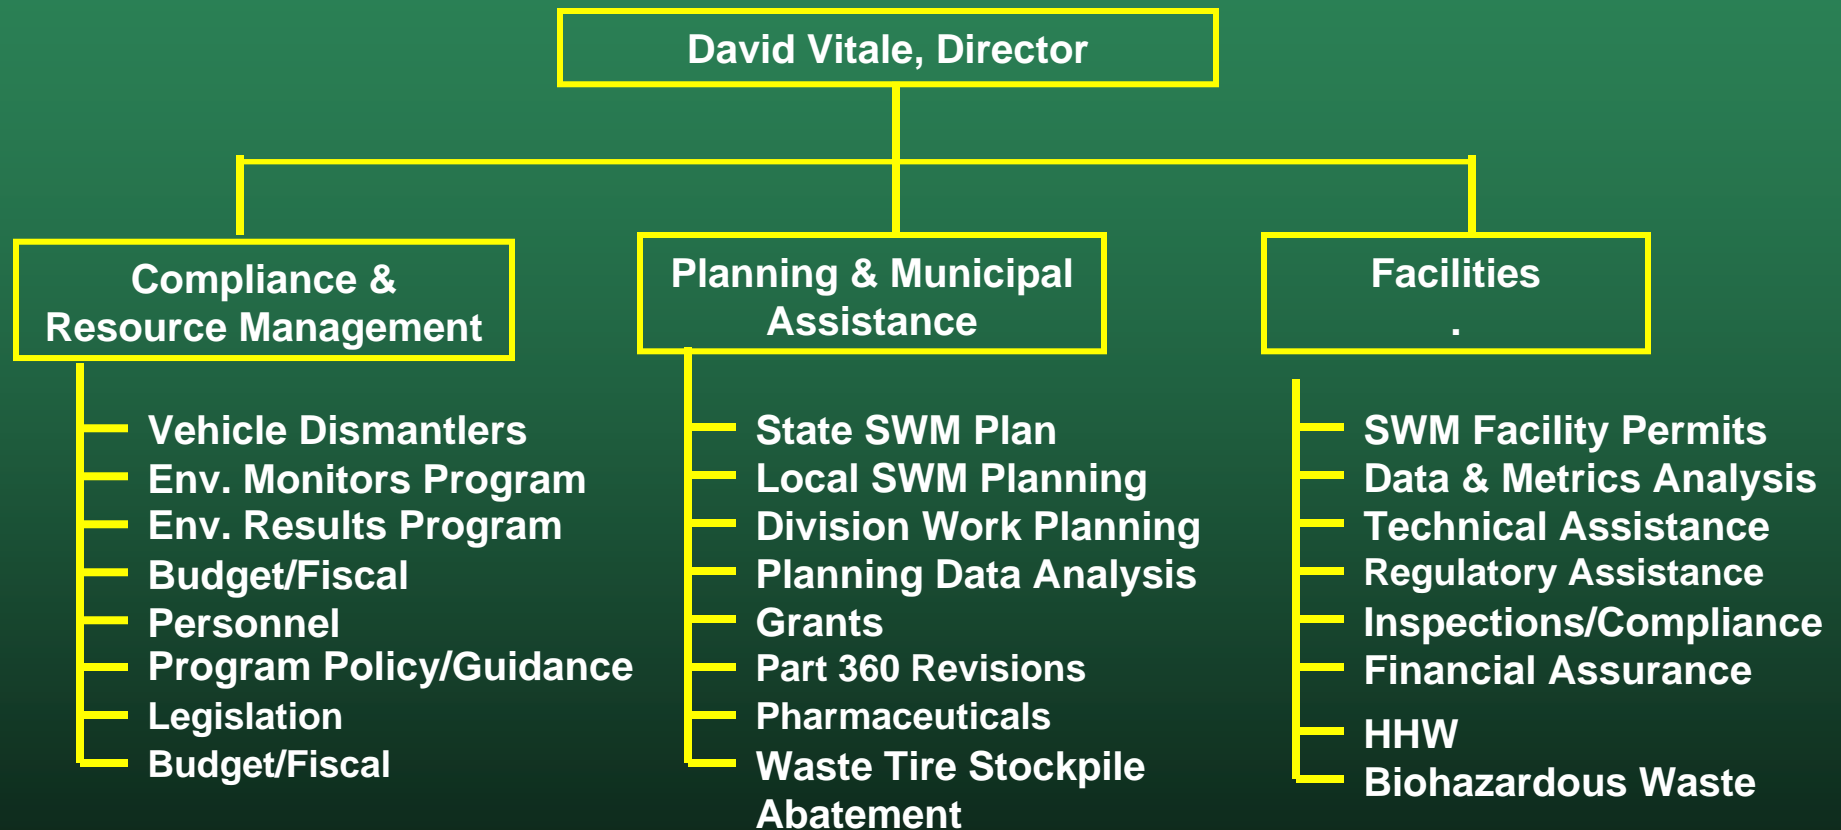 David Vitale, Director
Compliance &
Resource Management
Planning & Municipal
Assistance
Facilities
.
Vehicle Dismantlers
Env. Monitors Program
Env. Results Program
Budget/Fiscal
Personnel
Program Policy/Guidance
Legislation
Budget/Fiscal
State SWM Plan
Local SWM Planning
Division Work Planning
Planning Data Analysis
Grants
Part 360 Revisions
Pharmaceuticals
Waste Tire Stockpile
Abatement
SWM Facility Permits
Data & Metrics Analysis
Technical Assistance
Regulatory Assistance
Inspections/Compliance
Financial Assurance
HHW
Biohazardous Waste